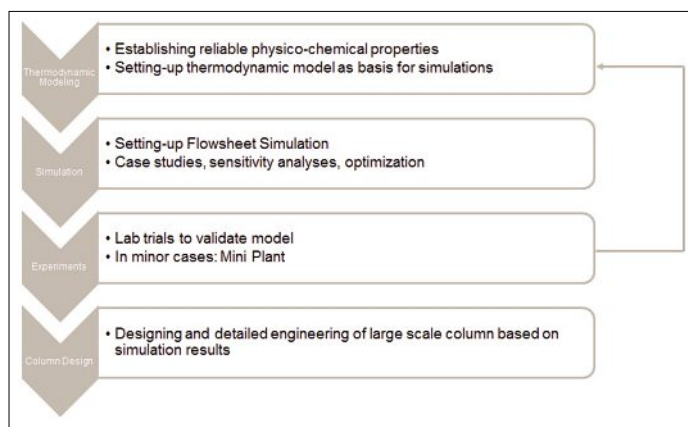 Thermodynamic
Modeling
• Establishing reliable physico-chemical properties
• Setting-up thermodynamic model as basis for simulations
Simulation
• Setting-up Flowsheet Simulation
• Case studies, sensitivity analyses, optimization
Experiments
• Lab trials to validate model
• In minor cases: Mini Plant
Column Design
• Designing and detailed engineering of large scale column based on
simulation results